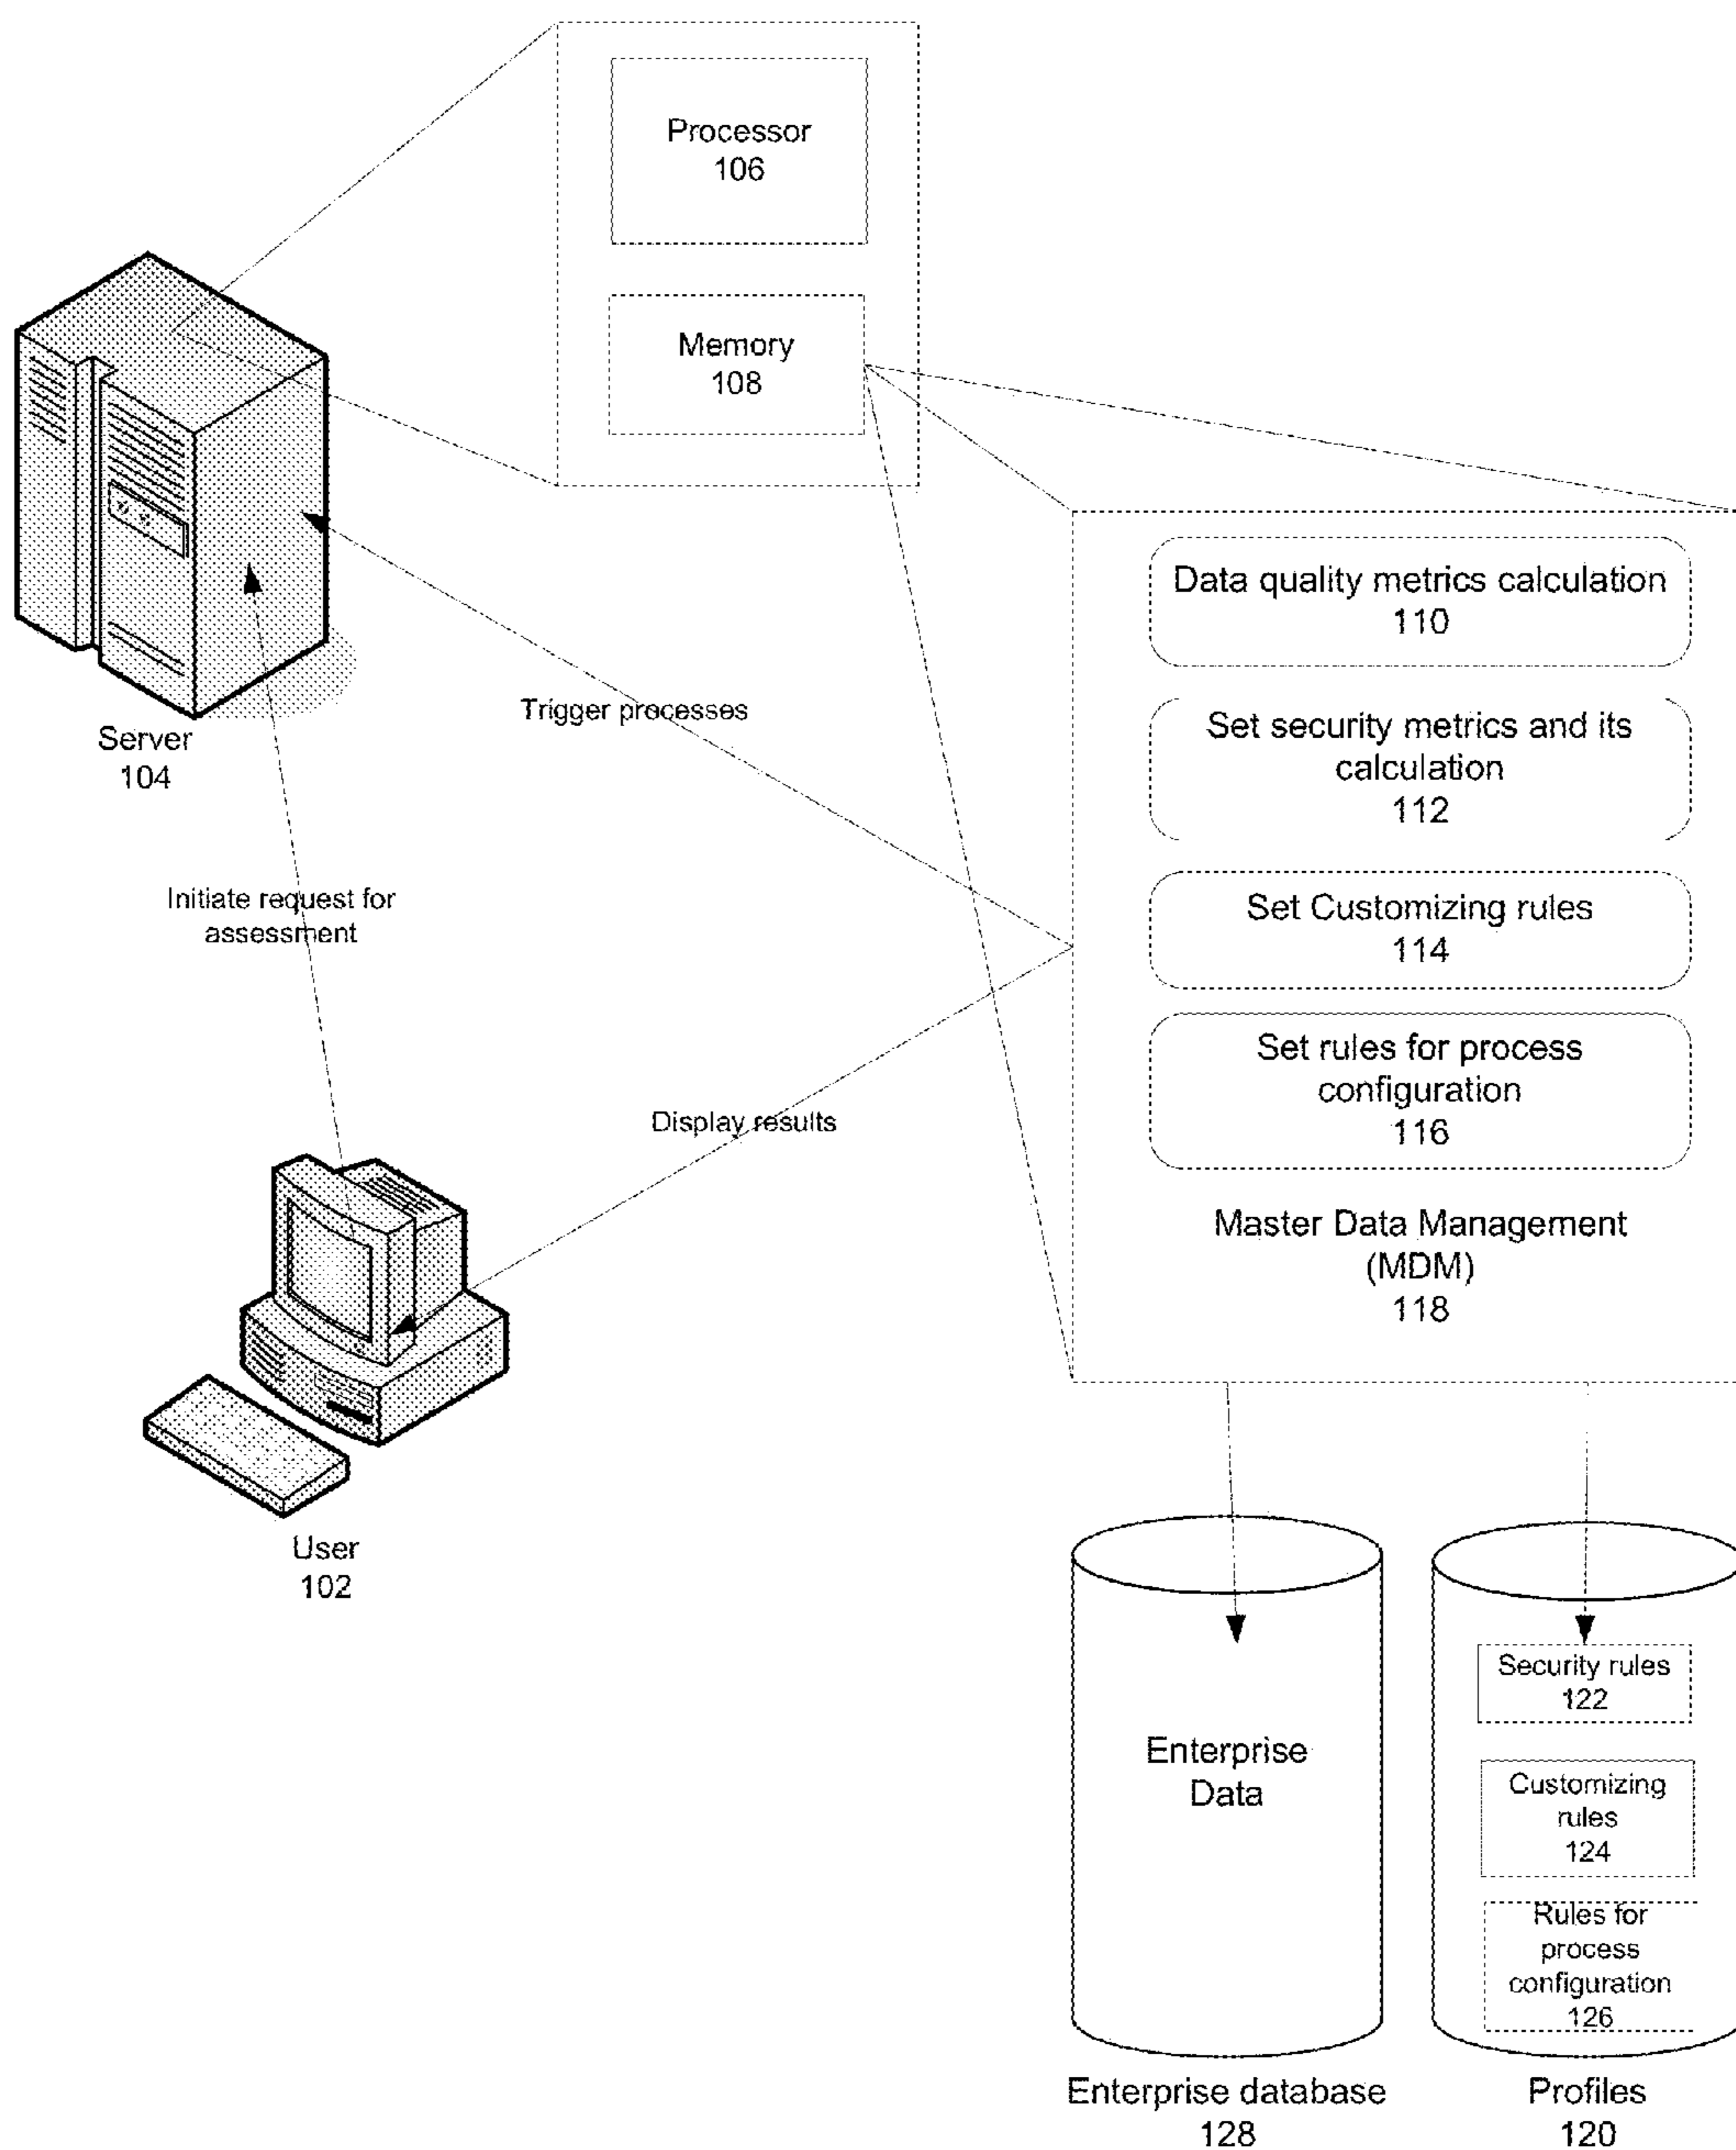 Processor
106
Memory
108
Server
104
Data quality metrics calculation
110
Set security metrics and its
calculation
112
Set Customizing rules
114
Set rules for process
configuration
116
Master Data Management
(MDM)
118
Trigger processes
Initiate request for
assessment
Display results
User
102
Enterprise
Data
Enterprise database
128
Security rules
122
Customizing
rules
124
Rules for
process
configuration
126
Profiles
120